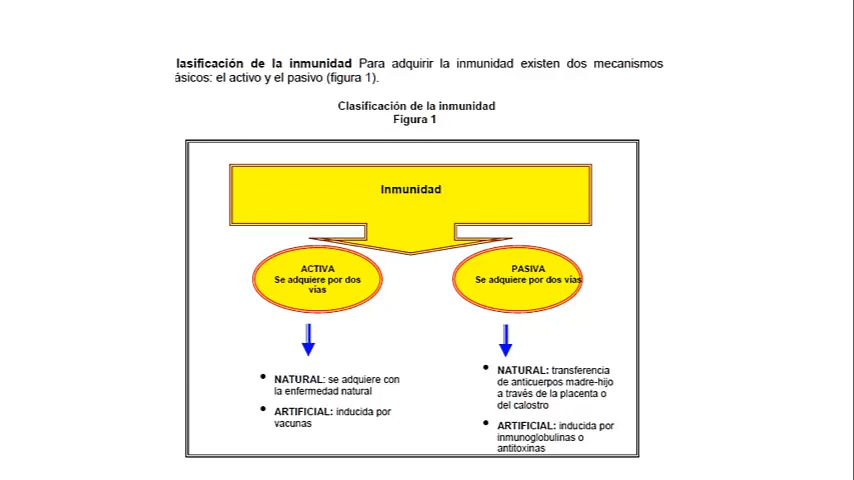 lasificación de la inmunidad Para adquirir la inmunidad existen dos mecanismos
ásicos: el activo y el pasivo (figura 1).
Clasificación de la inmunidad
Figura 1
Inmunidad
ACTIVA
Se adquiere por dos
vías
PASIVA
Se adquiere por dos vías
• NATURAL: se adquiere con
la enfermedad natural
• ARTIFICIAL: inducida por
vacunas
• NATURAL: transferencia
de anticuerpos madre-hijo
a través de la placenta o
del calostro
• ARTIFICIAL: inducida por
inmunoglobulinas o
antitoxinas